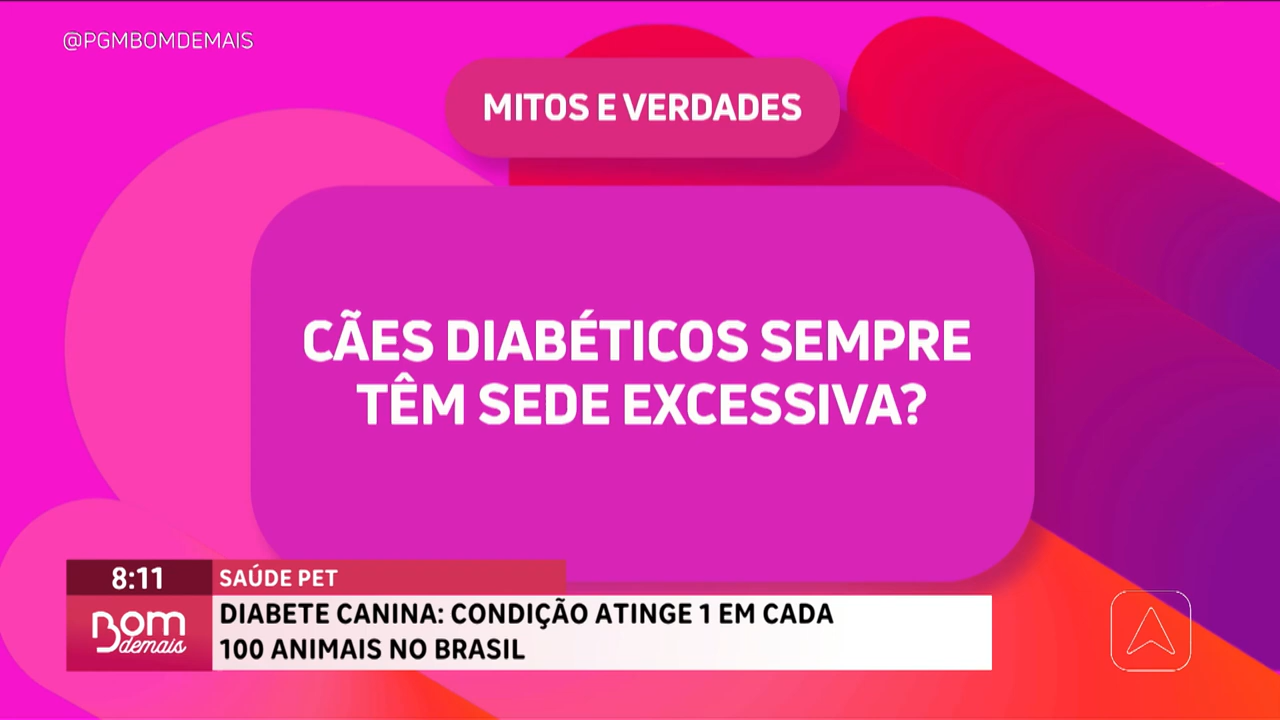 @PGMBOMDEMAIS
MITOS E VERDADES
CÃES DIABÉTICOS SEMPRE
TÊM SEDE EXCESSIVA?
8:11
SAÚDE PET
Bom
demais
DIABETE CANINA: CONDIÇÃO ATINGE 1 EM CADA
100 ANIMAIS NO BRASIL